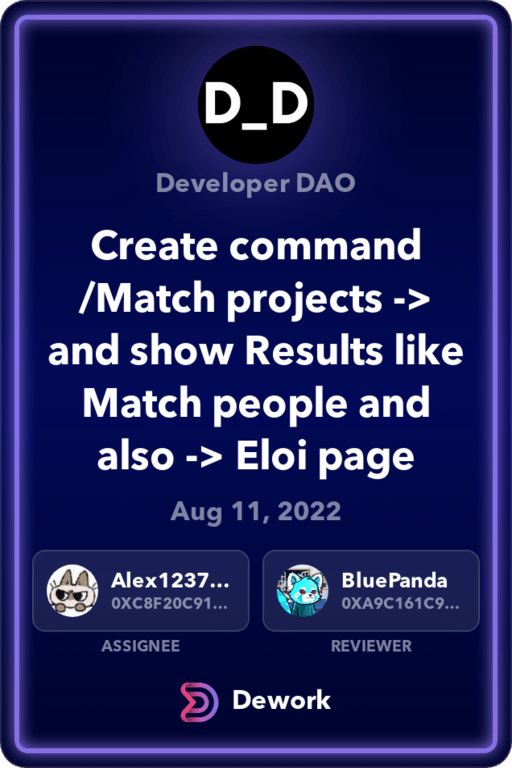 D_D
Developer DAO
Create command
/Match projects ->
and show Results like
Match people and
also -> Eloi page
Aug 11, 2022
Alex1237...
0XC8F20C91...
ASSIGNEE
BluePanda
0XA9C161C9...
REVIEWER
Dework